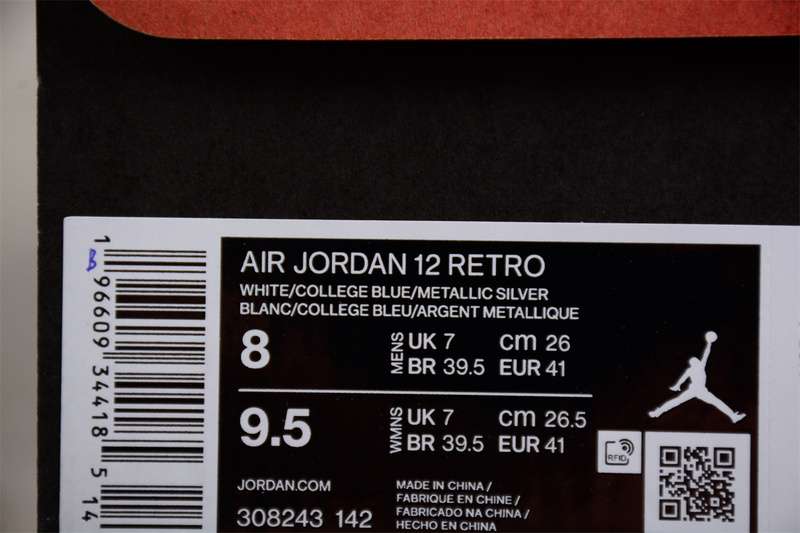 AIR JORDAN 12 RETRO
WHITE/COLLEGE BLUE/METALLIC SILVER
BLANC/COLLEGE BLEU/ARGENT METALLIQUE
8 MENS UK 7 cm 26
BR 39.5 EUR 41
9.5 WMNS UK 7 cm 26.5
BR 39.5 EUR 41
RFID
JORDAN.COM
308243 142
MADE IN CHINA /
FABRIQUE EN CHINE /
FABRICADO NA CHINA /
HECHO EN CHINA
1 96609 34418 5 14
B